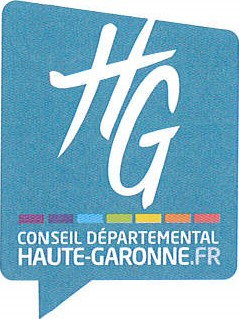 HG
CONSEIL DÉPARTEMENTAL
HAUTE-GARONNE.FR